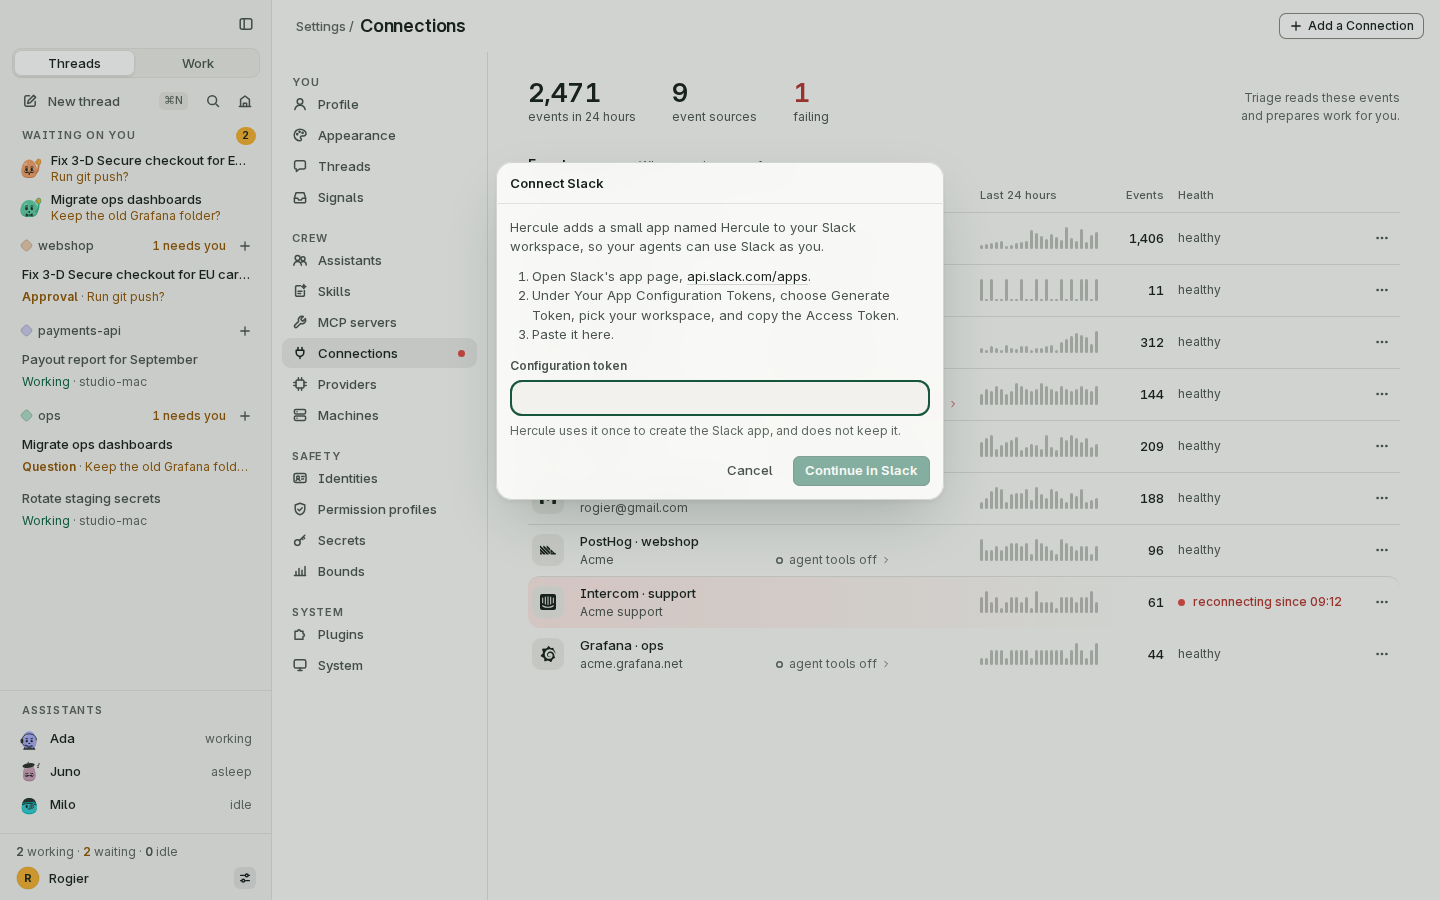 Threads
Work
New thread
⌘N
WAITING ON YOU
2
Fix 3-D Secure checkout for E…
Run git push?
Migrate ops dashboards
Keep the old Grafana folder?
webshop
1 needs you
Fix 3-D Secure checkout for EU car…
Approval · Run git push?
payments-api
Payout report for September
Working · studio-mac
ops
1 needs you
Migrate ops dashboards
Question · Keep the old Grafana fold…
Rotate staging secrets
Working · studio-mac
ASSISTANTS
Ada
working
Juno
asleep
Milo
idle
2 working · 2 waiting · 0 idle
R
Rogier
Settings / Connections
Add a Connection
YOU
Profile
Appearance
Threads
Signals
CREW
Assistants
Skills
MCP servers
Connections
Providers
Machines
SAFETY
Identities
Permission profiles
Secrets
Bounds
SYSTEM
Plugins
System
2,471
events in 24 hours
9
event sources
1
failing
Triage reads these events
and prepares work for you.
Last 24 hours
Events
Health
1,406
healthy
11
healthy
312
healthy
144
healthy
209
healthy
rogier@gmail.com
188
healthy
PostHog · webshop
Acme
agent tools off
96
healthy
Intercom · support
Acme support
61
reconnecting since 09:12
Grafana · ops
acme.grafana.net
agent tools off
44
healthy
Connect Slack
Hercule adds a small app named Hercule to your Slack
workspace, so your agents can use Slack as you.
1. Open Slack's app page, api.slack.com/apps.
2. Under Your App Configuration Tokens, choose Generate
Token, pick your workspace, and copy the Access Token.
3. Paste it here.
Configuration token
Hercule uses it once to create the Slack app, and does not keep it.
Cancel
Continue in Slack